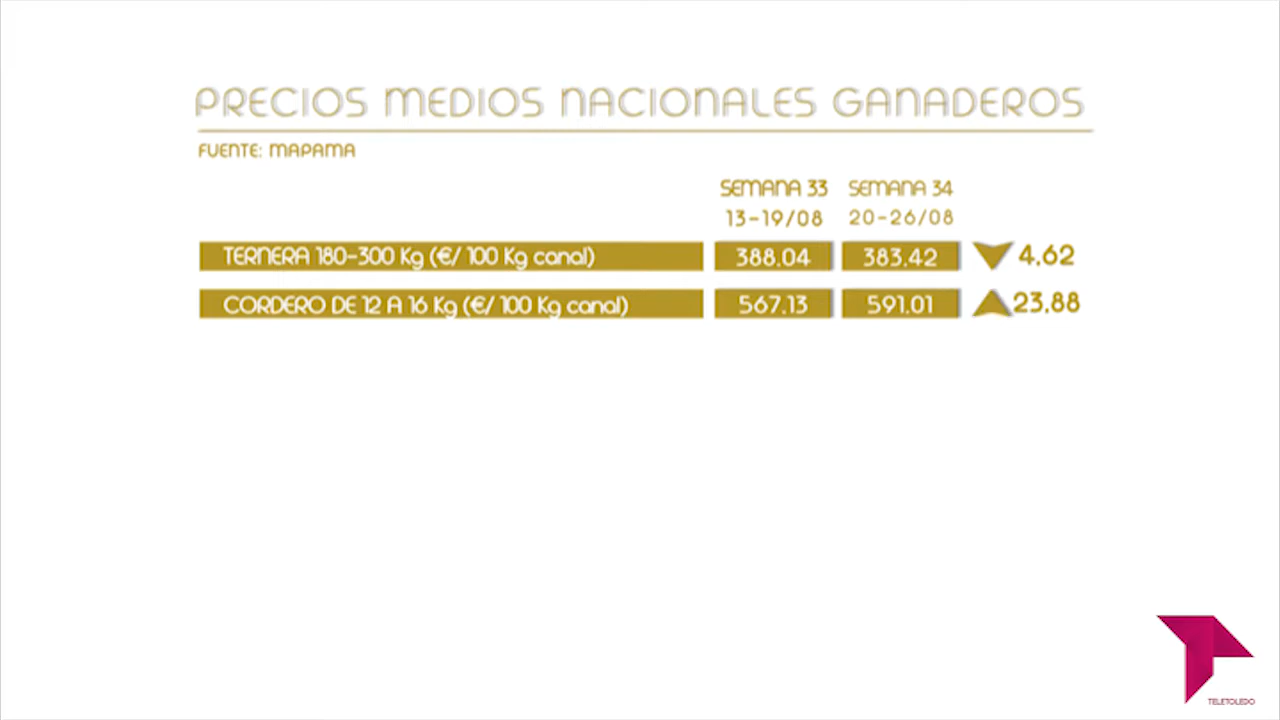 PRECIOS MEDIOS NACIONALES GANADEROS
FUENTE: MAPAMA
SEMANA 33 SEMANA 34
13-19/08 20-26/08
TERNERA 180-300 Kg (€/ 100 Kg canal) 388.04 383.42 4.62
CORDERO DE 12 A 16 Kg (€/ 100 Kg canal) 567.13 591.01 23.88
TELETOLEDO